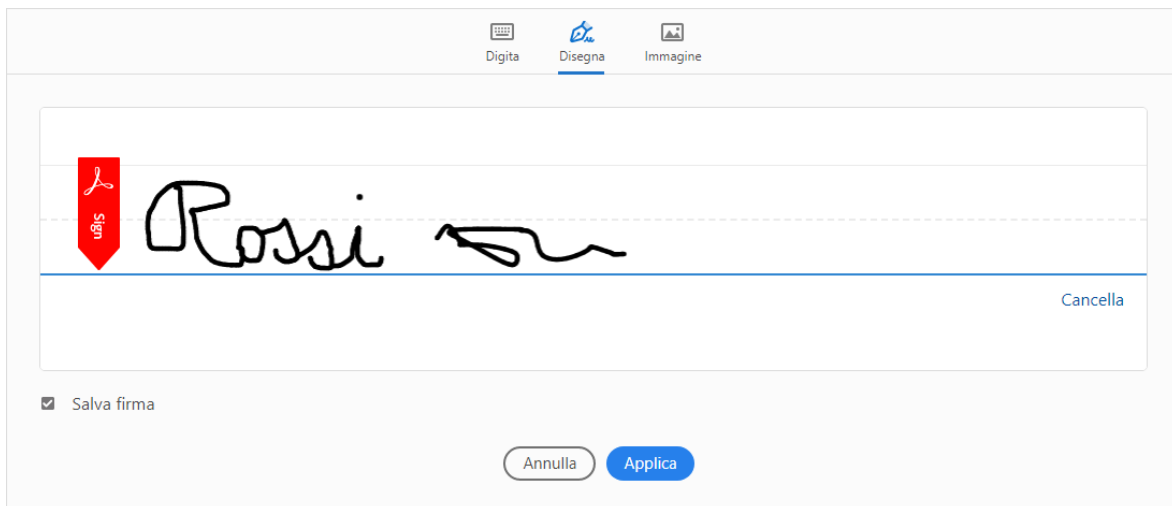 Digita Disegna Immagine
Sign
Rossi
Cancella
Salva firma
Annulla Applica